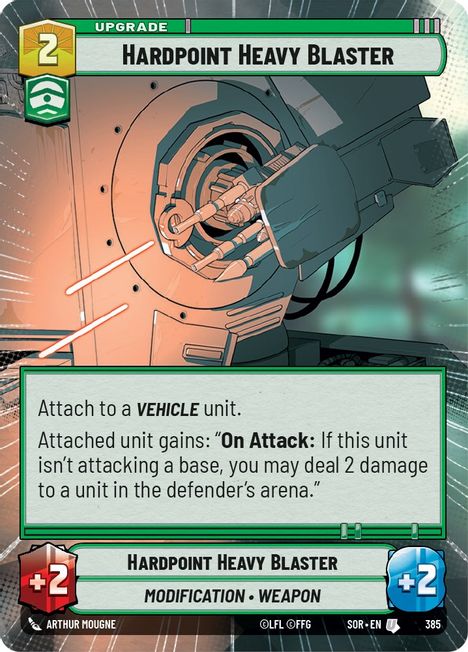 UPGRADE
2
HARDPOINT HEAVY BLASTER
Attach to a VEHICLE unit.
Attached unit gains: “On Attack: If this unit
isn’t attacking a base, you may deal 2 damage
to a unit in the defender’s arena.”
+2
HARDPOINT HEAVY BLASTER
MODIFICATION • WEAPON
+2
ARTHUR MOUGNE
©LFL ©FFG
SOR • EN
385